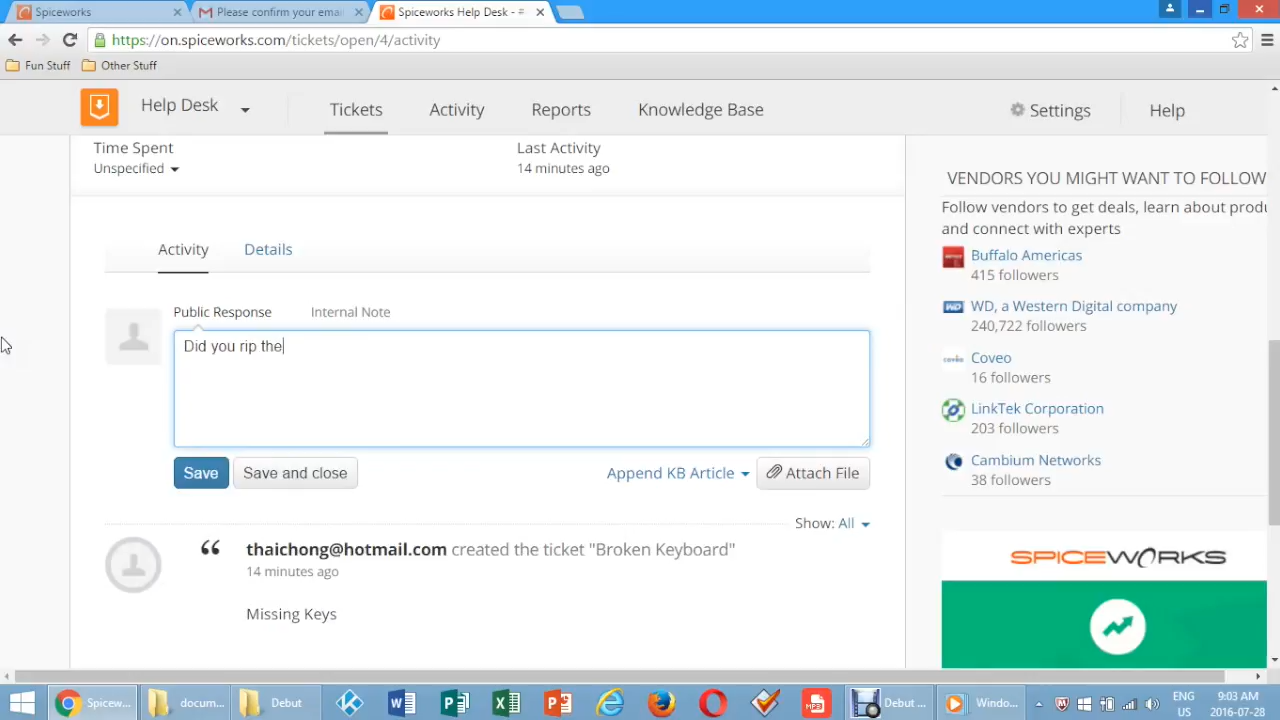 Spiceworks
Please confirm your emai
Spiceworks Help Desk - #
https://on.spiceworks.com/tickets/open/4/activity
Fun Stuff
Other Stuff
Help Desk
Tickets
Activity
Reports
Knowledge Base
Settings
Help
Time Spent
Last Activity
Unspecified
14 minutes ago
VENDORS YOU MIGHT WANT TO FOLLOW
Follow vendors to get deals, learn about produ
and connect with experts
Buffalo Americas
415 followers
WD, a Western Digital company
240,722 followers
Coveo
16 followers
LinkTek Corporation
203 followers
Cambium Networks
38 followers
Activity
Details
Public Response
Internal Note
Did you rip the
Save
Save and close
Append KB Article
Attach File
Show: All
thaichong@hotmail.com created the ticket "Broken Keyboard"
14 minutes ago
Missing Keys
SPICEWORKS
Spicew...
docum...
Debut
Debut ...
Windo...
ENG
US
9:03 AM
2016-07-28